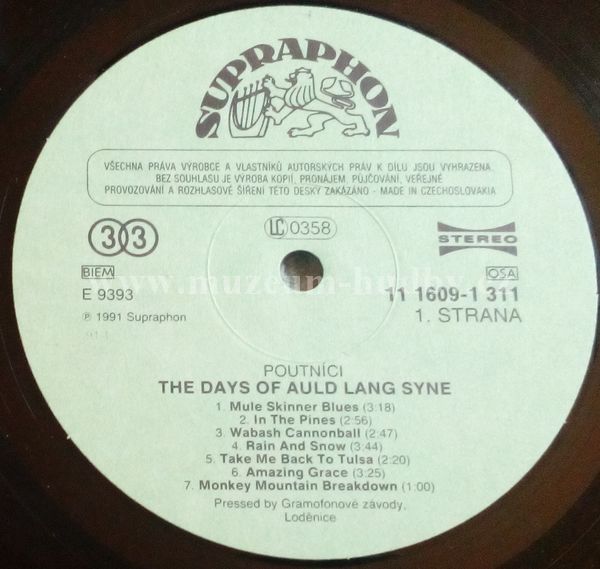 SUPRAPHON
VŠECHNA PRÁVA VÝROBCE A VLASTNÍKŮ AUTORSKÝCH PRÁV K DÍLU JSOU VYHRAZENA.
BEZ SOUHLASU JE VÝROBA KOPIÍ, PRONÁJEM, PŮJČOVÁNÍ, VEŘEJNÉ
PROVOZOVÁNÍ A ROZHLASOVÉ ŠÍŘENÍ TÉTO DESKY ZAKÁZÁNO - MADE IN CZECHOSLOVAKIA
33
LC 0358
STEREO
BIEM
OSA
www.muzeum-hudby.c
E 9393
11 1609-1 311
℗ 1991 Supraphon
1. STRANA
POUTNÍCI
THE DAYS OF AULD LANG SYNE
1. Mule Skinner Blues (3:18)
2. In The Pines (2:56)
3. Wabash Cannonball (2:47)
4. Rain And Snow (3:44)
5. Take Me Back To Tulsa (2:20)
6. Amazing Grace (3:25)
7. Monkey Mountain Breakdown (1:00)
Pressed by Gramofonové závody,
Loděnice